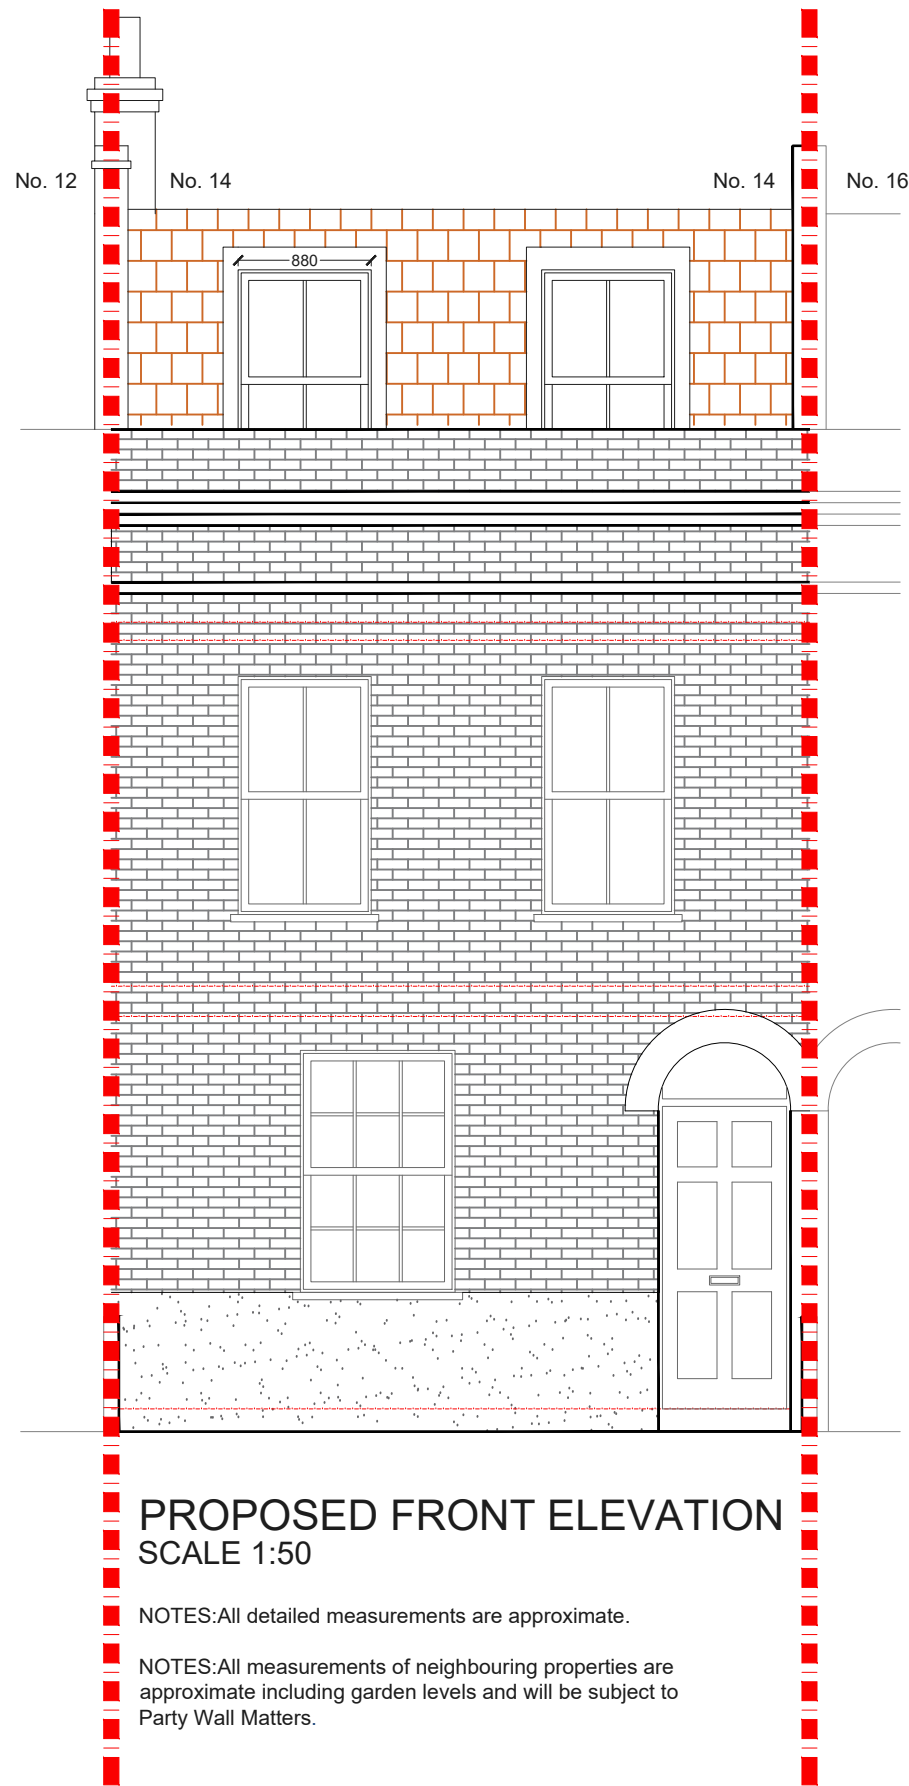 No. 12
No. 14
No. 14
No. 16
880
PROPOSED FRONT ELEVATION
SCALE 1:50
NOTES:All detailed measurements are approximate.
NOTES:All measurements of neighbouring properties are
approximate including garden levels and will be subject to
Party Wall Matters.